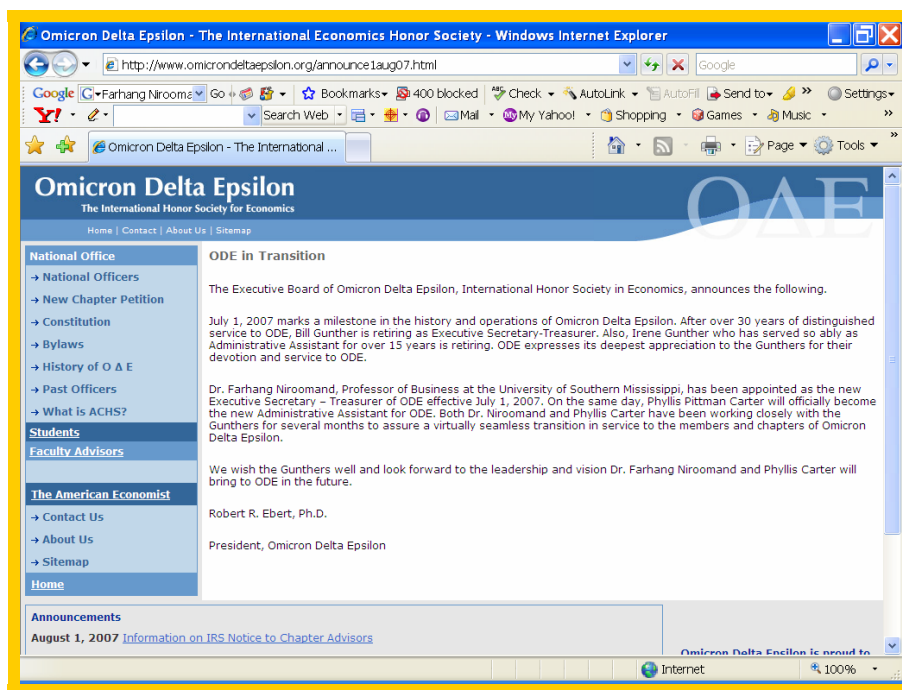 Omicron Delta Epsilon - The International Economics Honor Society - Windows Internet Explorer
http://www.omicrondeltaepsilon.org/announce1aug07.html
Google
Google Farhang Nirooma Go Bookmarks 400 blocked Check AutoLink AutoFill Send to Settings
Y! Search Web Mail My Yahoo! Shopping Games Music
Omicron Delta Epsilon - The International ... Page Tools
Omicron Delta Epsilon
The International Honor Society for Economics
ΟΔΕ
Home | Contact | About Us | Sitemap
National Office
→ National Officers
→ New Chapter Petition
→ Constitution
→ Bylaws
→ History of O Δ E
→ Past Officers
→ What is ACHS?
Students
Faculty Advisors
The American Economist
→ Contact Us
→ About Us
→ Sitemap
Home
ODE in Transition
The Executive Board of Omicron Delta Epsilon, International Honor Society in Economics, announces the following.
July 1, 2007 marks a milestone in the history and operations of Omicron Delta Epsilon. After over 30 years of distinguished
service to ODE, Bill Gunther is retiring as Executive Secretary-Treasurer. Also, Irene Gunther who has served so ably as
Administrative Assistant for over 15 years is retiring. ODE expresses its deepest appreciation to the Gunthers for their
devotion and service to ODE.
Dr. Farhang Niroomand, Professor of Business at the University of Southern Mississippi, has been appointed as the new
Executive Secretary – Treasurer of ODE effective July 1, 2007. On the same day, Phyllis Pittman Carter will officially become
the new Administrative Assistant for ODE. Both Dr. Niroomand and Phyllis Carter have been working closely with the
Gunthers for several months to assure a virtually seamless transition in service to the members and chapters of Omicron
Delta Epsilon.
We wish the Gunthers well and look forward to the leadership and vision Dr. Farhang Niroomand and Phyllis Carter will
bring to ODE in the future.
Robert R. Ebert, Ph.D.
President, Omicron Delta Epsilon
Announcements
August 1, 2007 Information on IRS Notice to Chapter Advisors
Omicron Delta Epsilon is proud to
Internet 100%